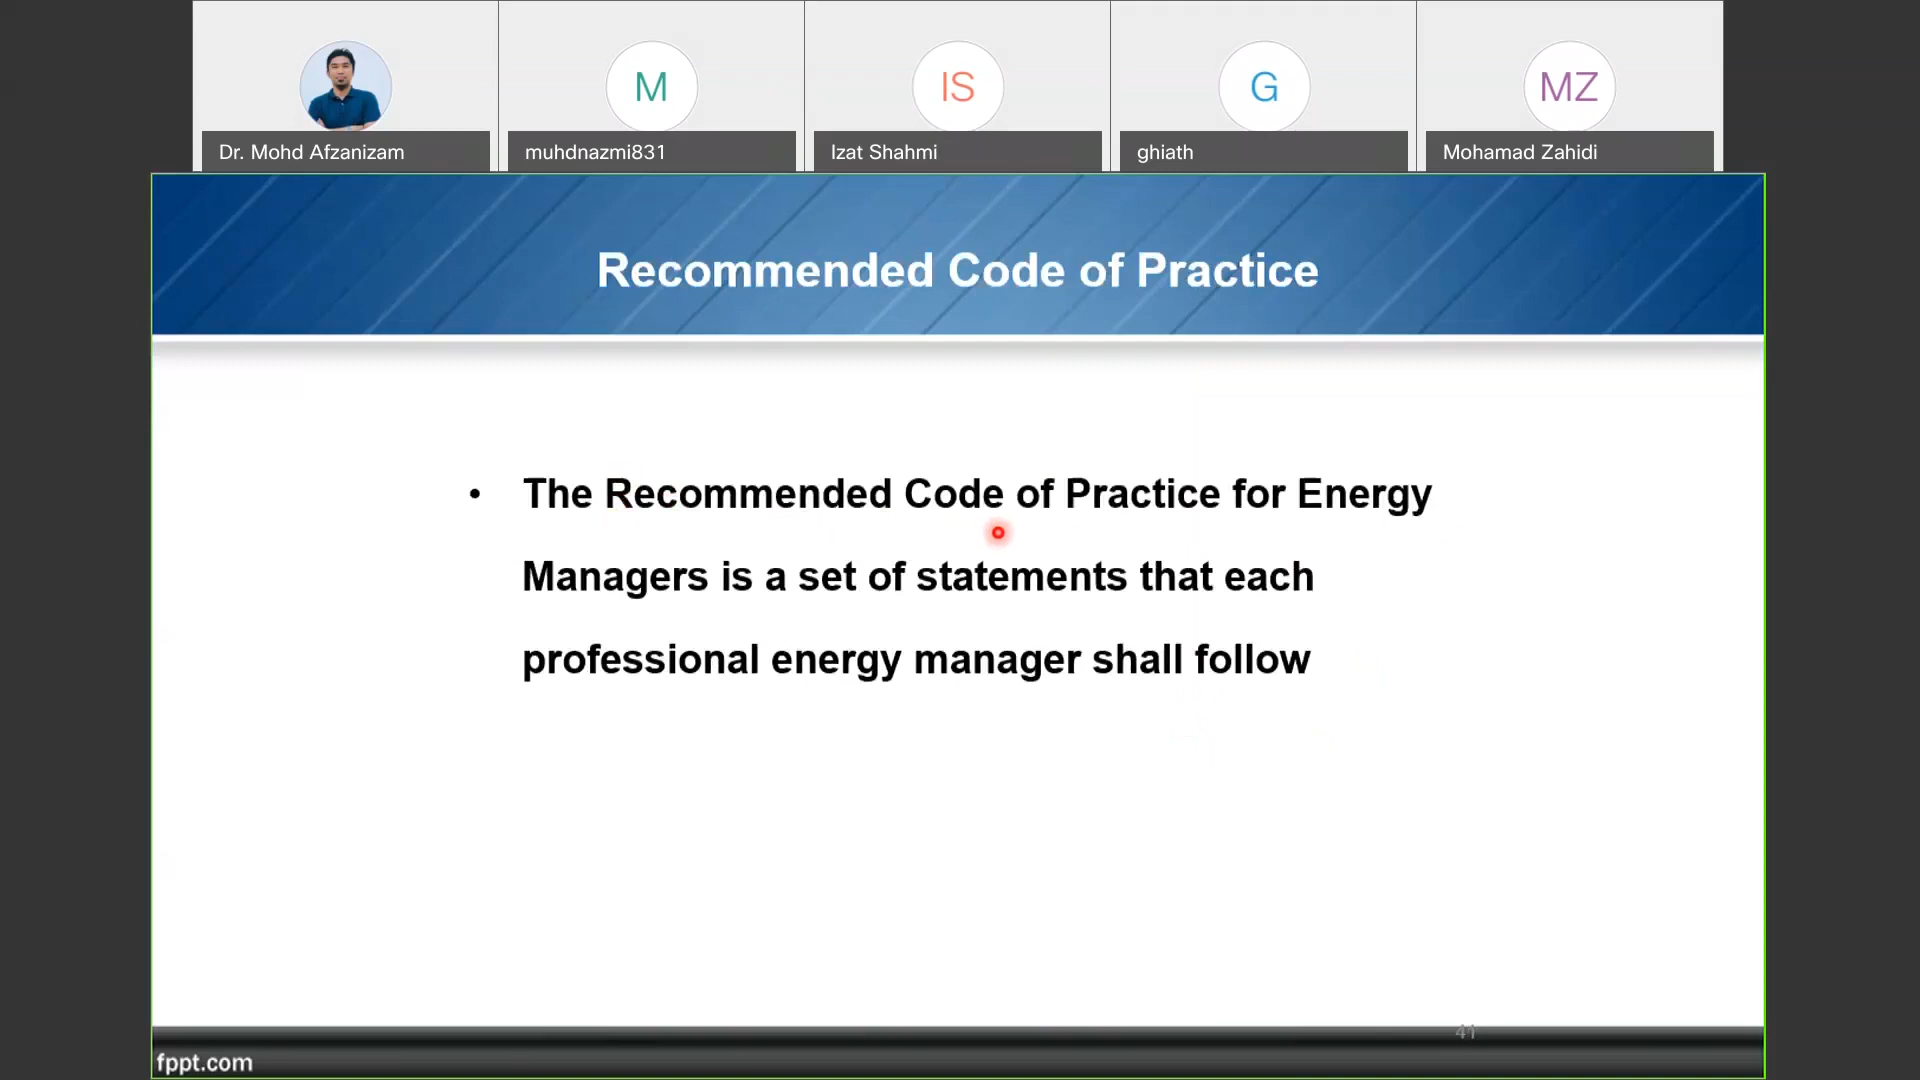 M
IS
G
MZ
Dr. Mohd Afzanizam
muhdnazmi831
Izat Shahmi
ghiath
Mohamad Zahidi
Recommended Code of Practice
• The Recommended Code of Practice for Energy
Managers is a set of statements that each
professional energy manager shall follow
41
fppt.com